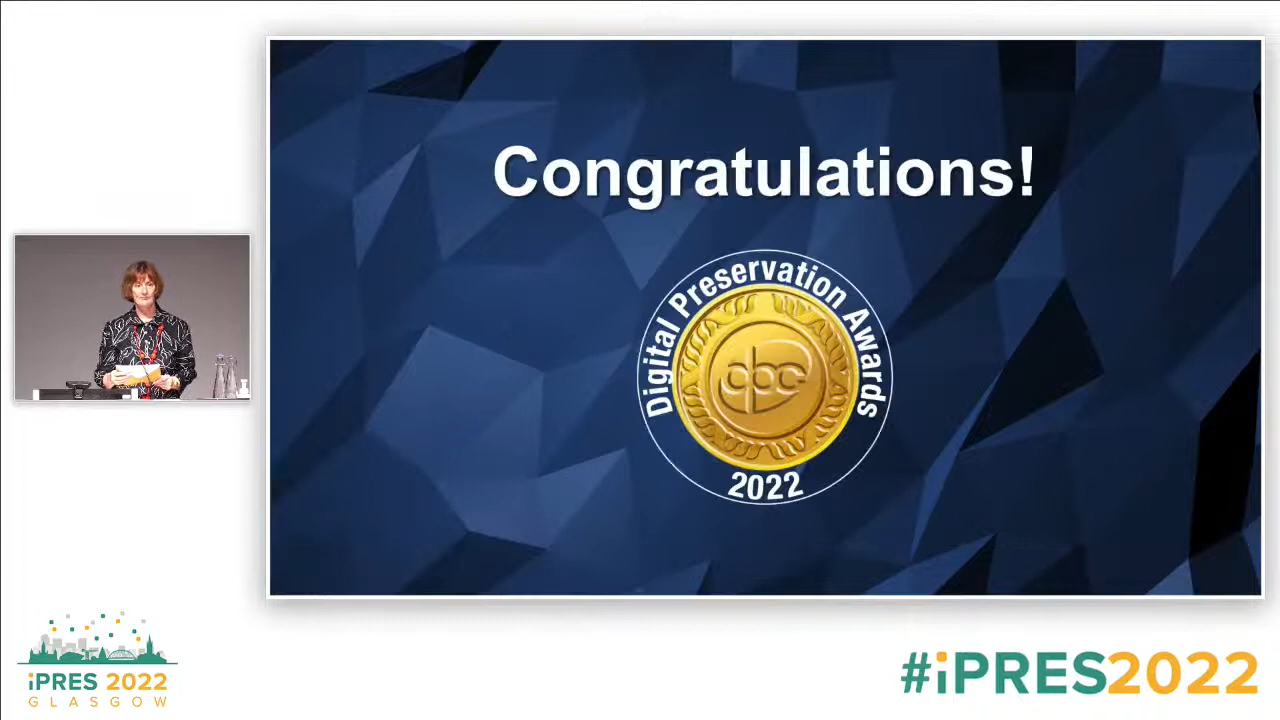 Congratulations!
Digital Preservation Awards
dpc
2022
iPRES 2022
GLASGOW
#iPRES2022